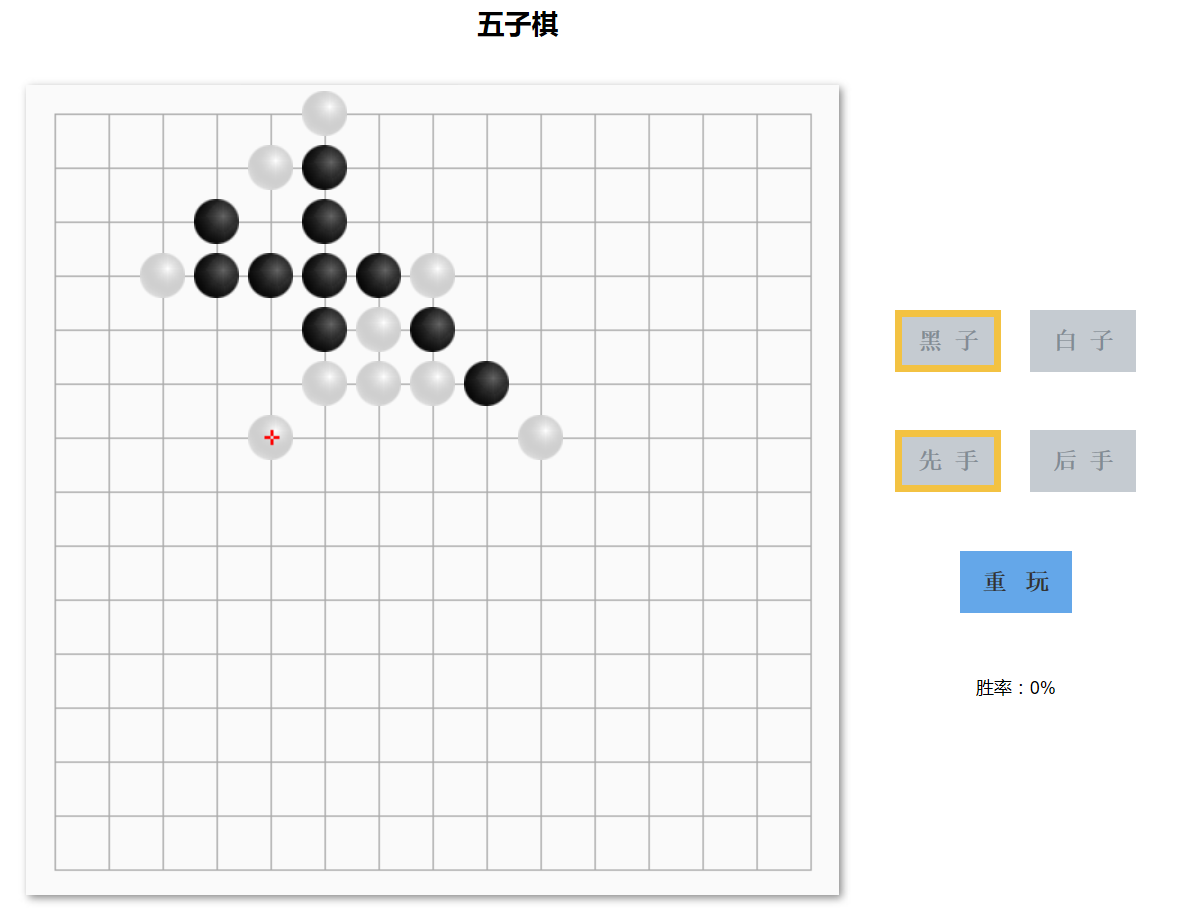 五子棋
黑 子
白 子
先 手
后 手
重 玩
胜率：0%